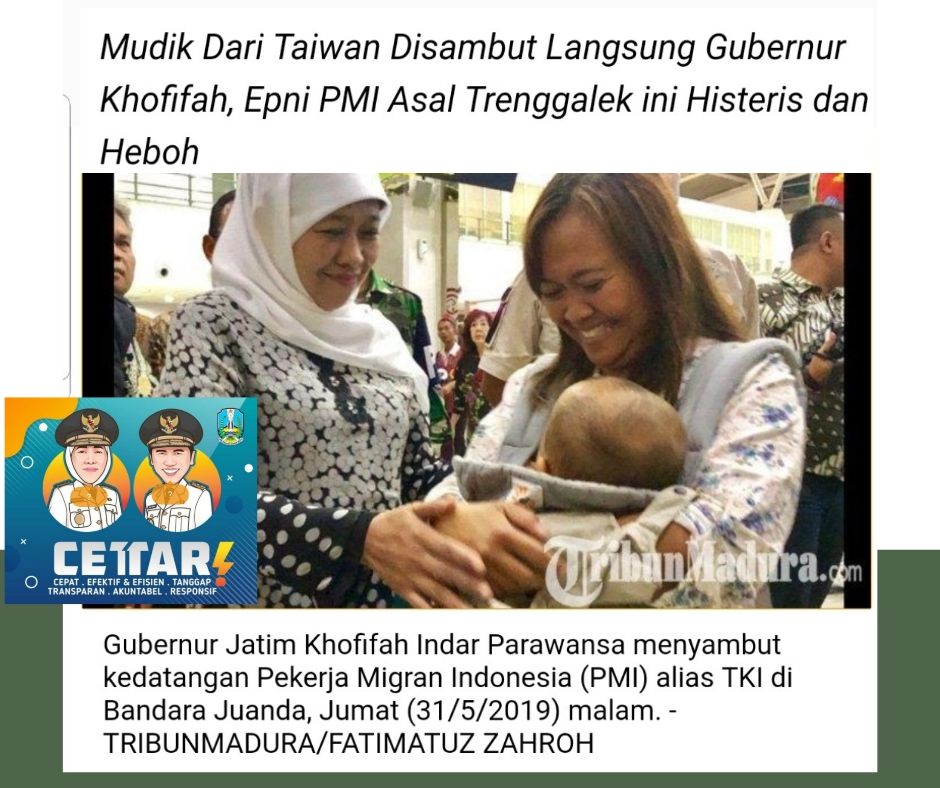 Mudik Dari Taiwan Disambut Langsung Gubernur
Khofifah, Epni PMI Asal Trenggalek ini Histeris dan
Heboh
CETTAR
CEPAT . EFEKTIF & EFISIEN . TANGGAP
TRANSPARAN . AKUNTABEL . RESPONSIF
TribunMadura.com
Gubernur Jatim Khofifah Indar Parawansa menyambut
kedatangan Pekerja Migran Indonesia (PMI) alias TKI di
Bandara Juanda, Jumat (31/5/2019) malam. -
TRIBUNMADURA/FATIMATUZ ZAHROH